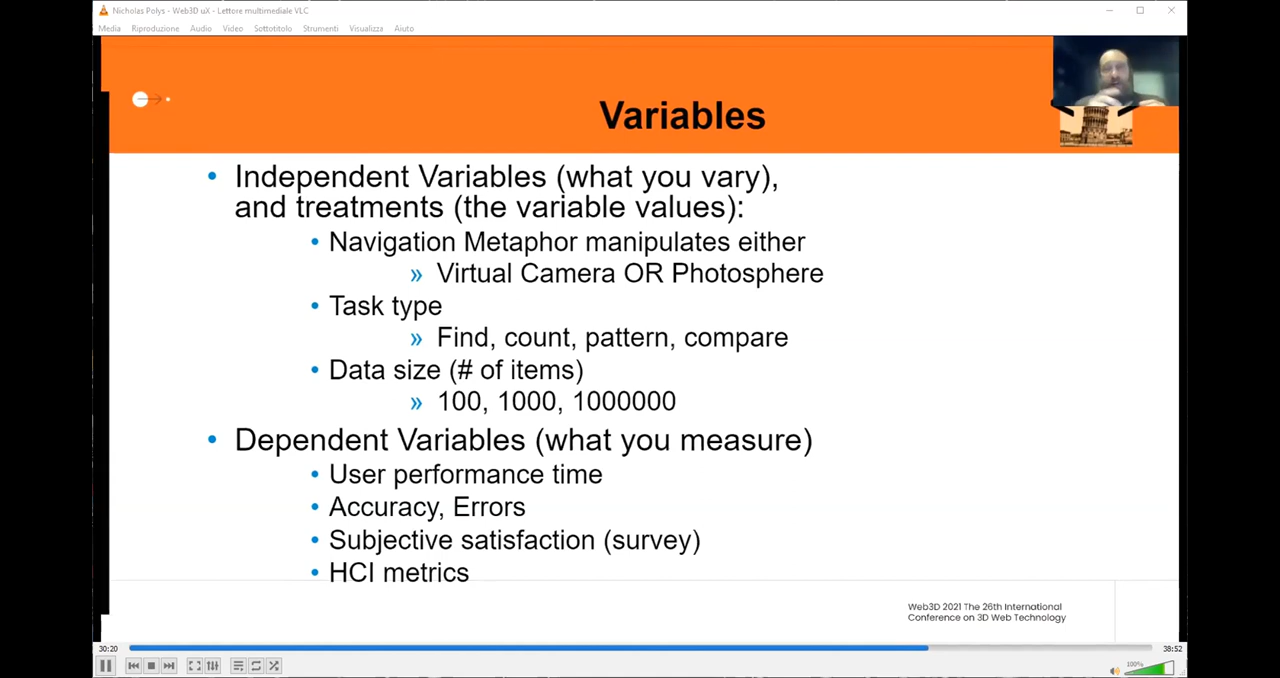 Nicholas Polys - Web3D uX - Lettore multimediale VLC
Media Riproduzione Audio Video Sottotitolo Strumenti Visualizza Aiuto
Variables
• Independent Variables (what you vary),
and treatments (the variable values):
• Navigation Metaphor manipulates either
» Virtual Camera OR Photosphere
• Task type
» Find, count, pattern, compare
• Data size (# of items)
» 100, 1000, 1000000
• Dependent Variables (what you measure)
• User performance time
• Accuracy, Errors
• Subjective satisfaction (survey)
• HCI metrics
Web3D 2021 The 26th International
Conference on 3D Web Technology
30:20 38:52
100%